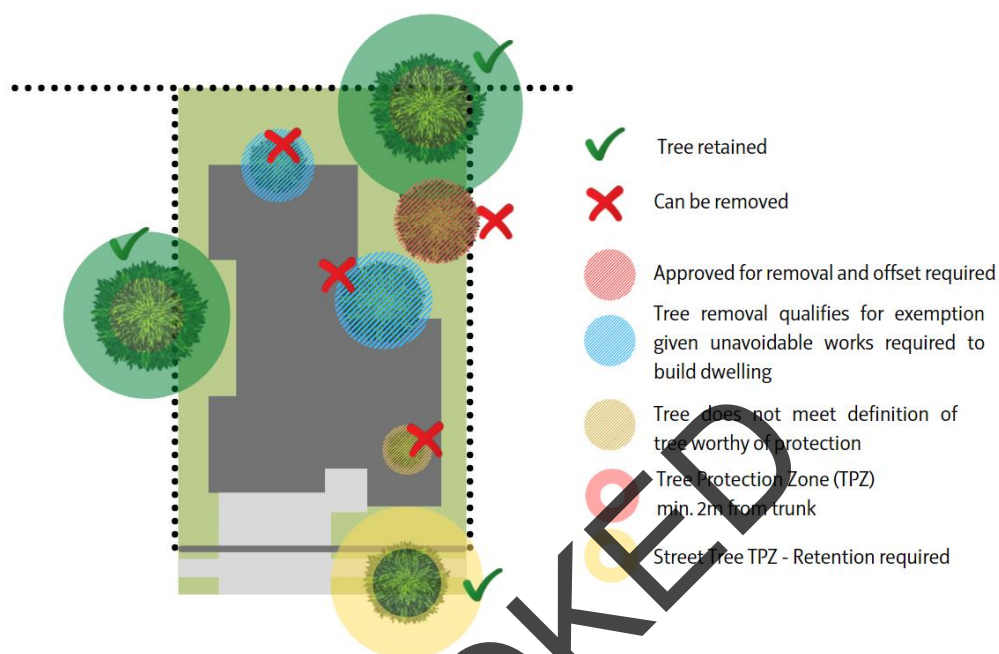 Tree retained
Can be removed
Approved for removal and offset required
Tree removal qualifies for exemption
given unavoidable works required to
build dwelling
Tree does not meet definition of
tree worthy of protection
Tree Protection Zone (TPZ)
min. 2m from trunk
Street Tree TPZ - Retention required
OKED